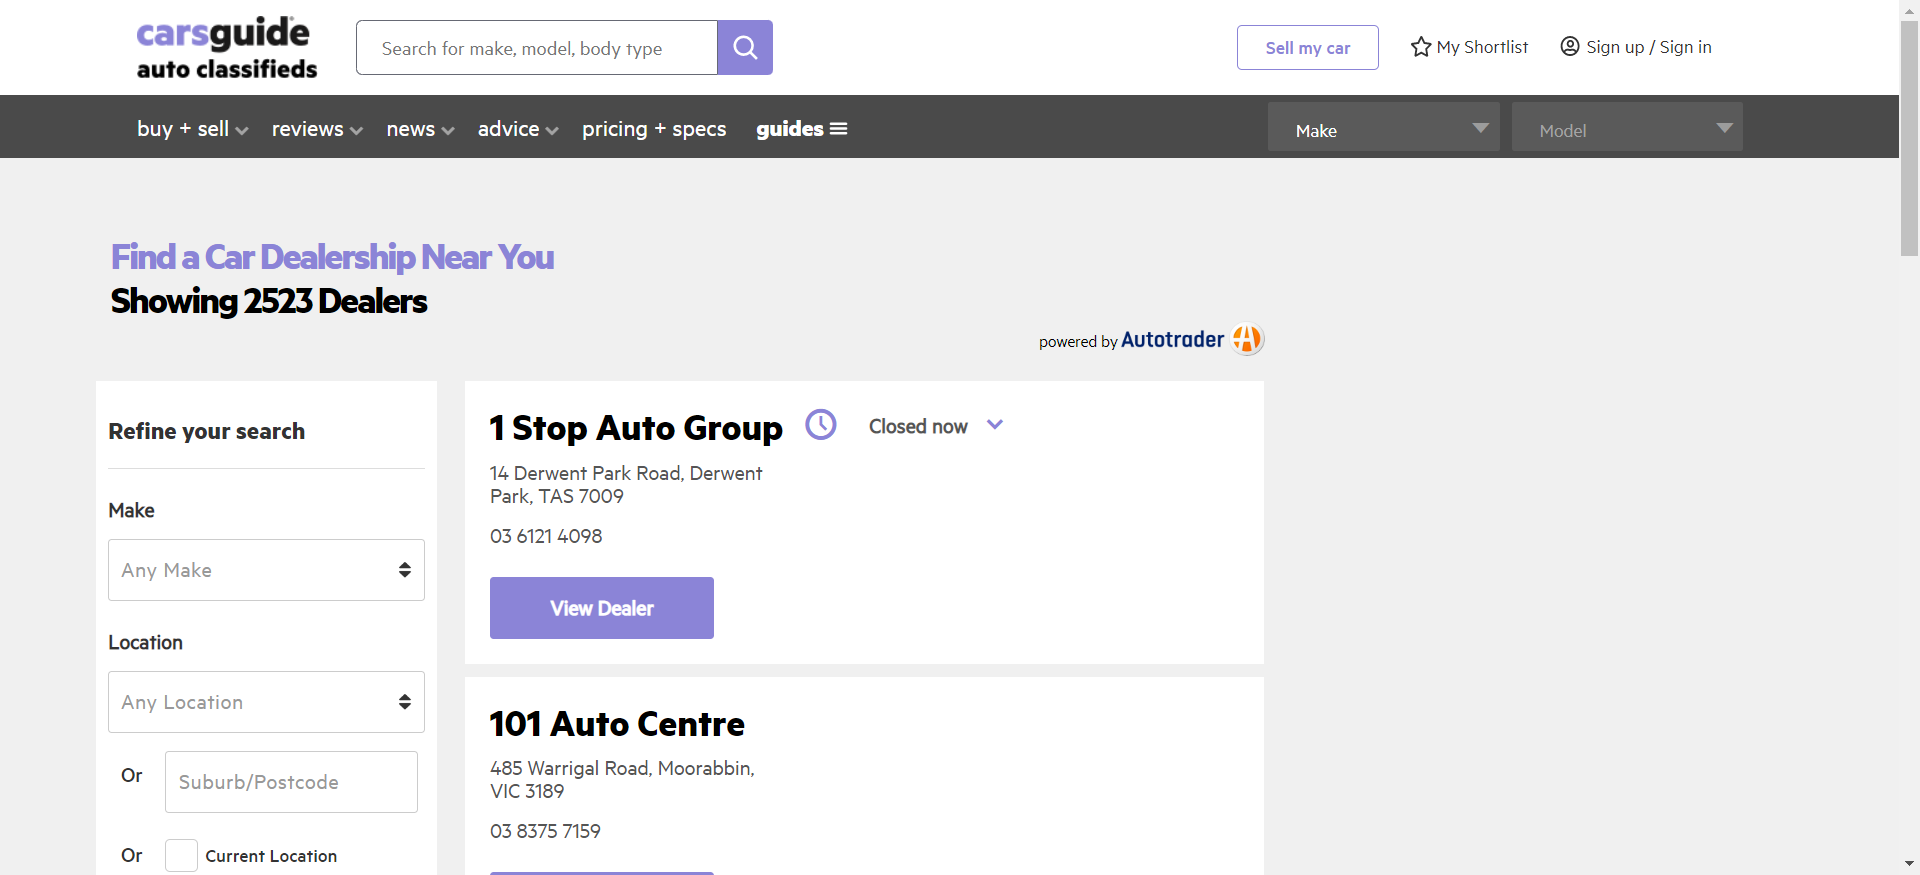 carsguide
auto classifieds
Search for make, model, body type
Sell my car
My Shortlist
Sign up / Sign in
buy + sell
reviews
news
advice
pricing + specs
guides
Make
Model
Find a Car Dealership Near You
Showing 2523 Dealers
powered by Autotrader
Refine your search
Make
Any Make
Location
Any Location
Or
Suburb/Postcode
Or
Current Location
1 Stop Auto Group
Closed now
14 Derwent Park Road, Derwent
Park, TAS 7009
03 6121 4098
View Dealer
101 Auto Centre
485 Warrigal Road, Moorabbin,
VIC 3189
03 8375 7159